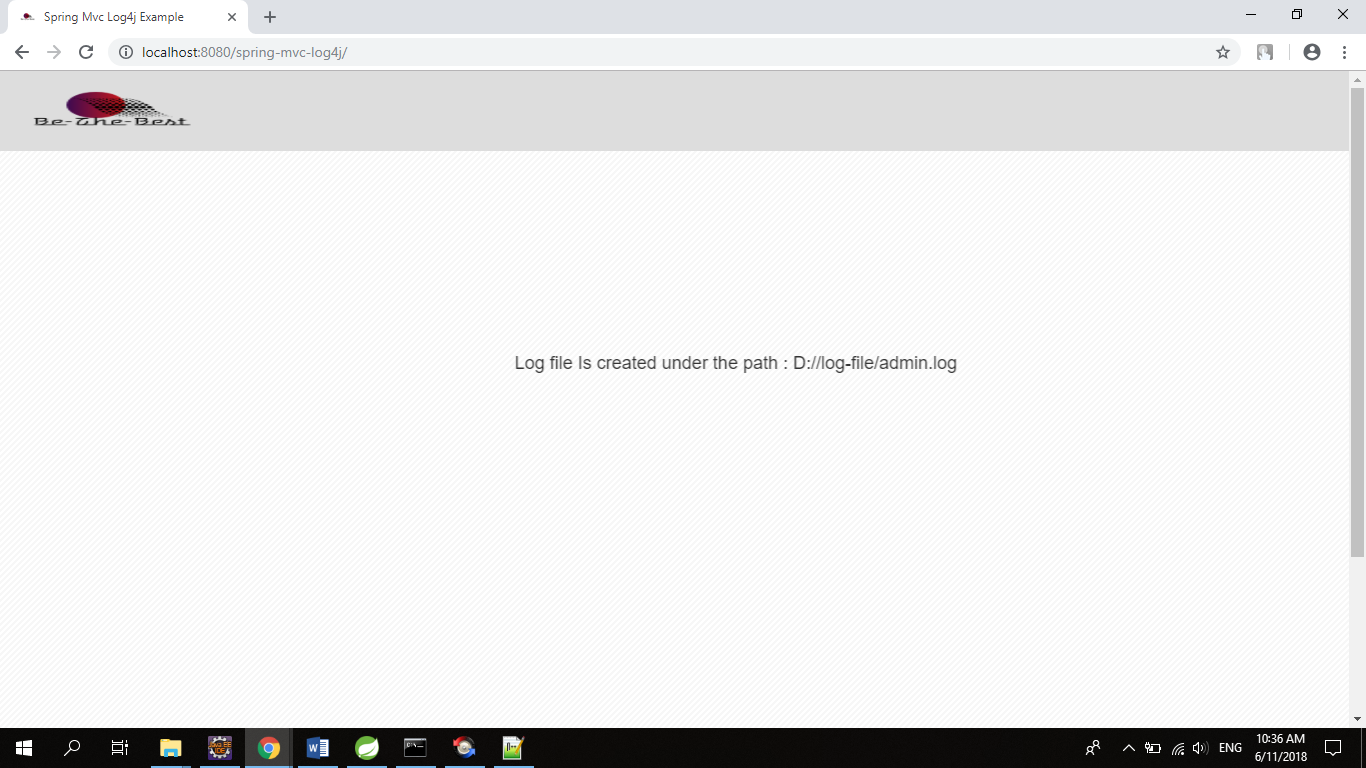 Spring Mvc Log4j Example
localhost:8080/spring-mvc-log4j/
Be-The-Best
Log file Is created under the path : D://log-file/admin.log
ENG
10:36 AM
6/11/2018